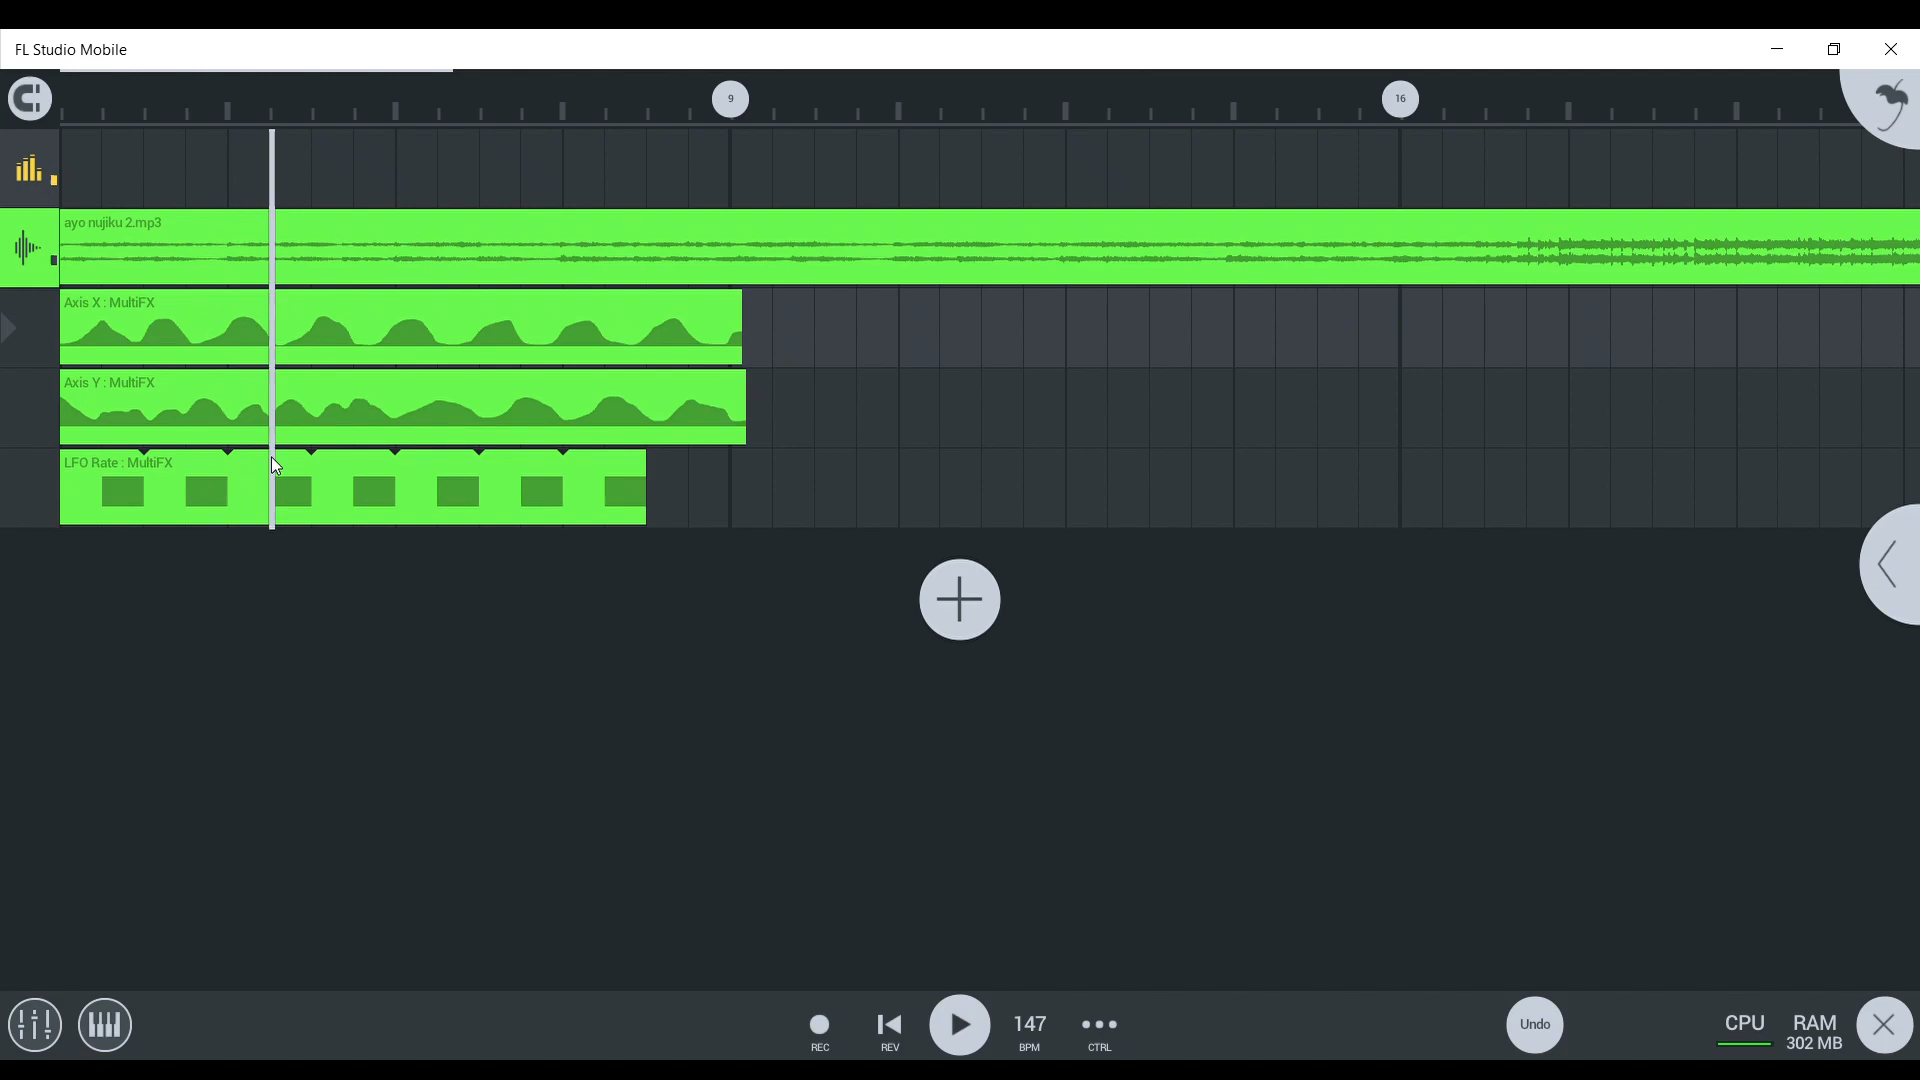 FL Studio Mobile
9
16
ayo nujiku 2.mp3
Axis X : MultiFX
Axis Y : MultiFX
LFO Rate : MultiFX
REC
REV
147
BPM
CTRL
Undo
CPU
RAM
302 MB